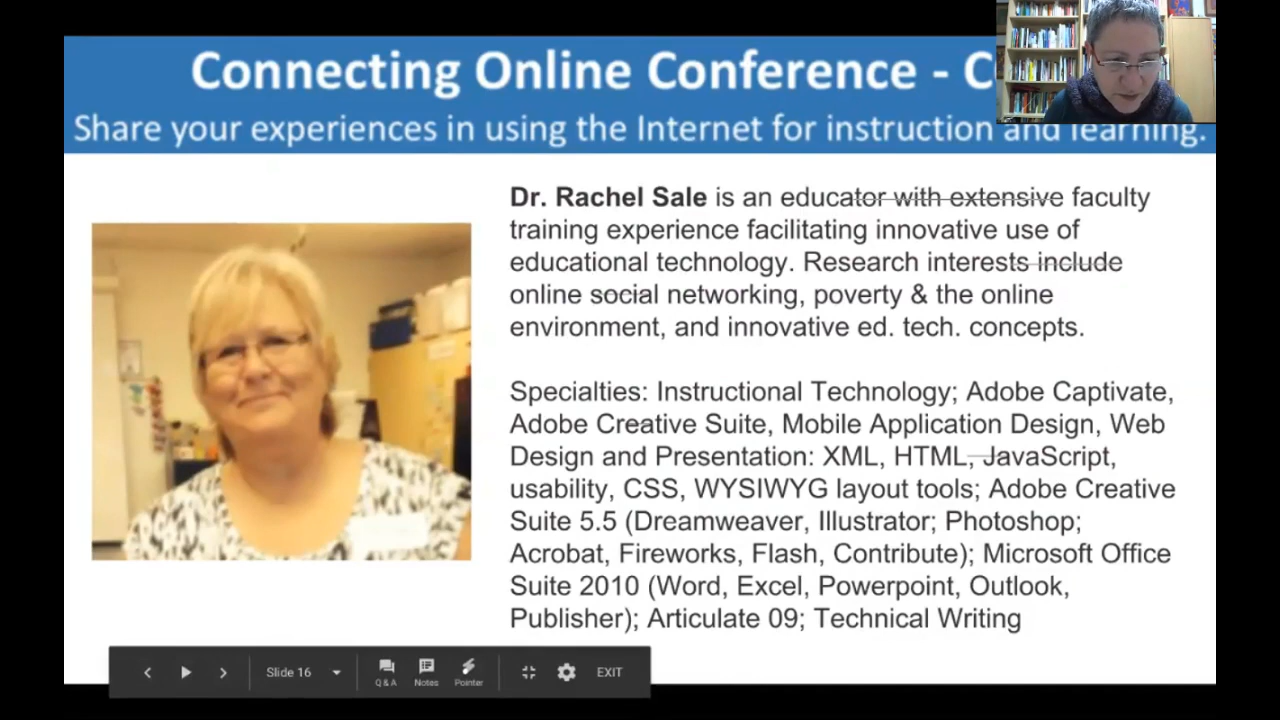 Connecting Online Conference - C
Share your experiences in using the Internet for instruction and learning.
Dr. Rachel Sale is an educator with extensive faculty
training experience facilitating innovative use of
educational technology. Research interests include
online social networking, poverty & the online
environment, and innovative ed. tech. concepts.
Specialties: Instructional Technology; Adobe Captivate,
Adobe Creative Suite, Mobile Application Design, Web
Design and Presentation: XML, HTML, JavaScript,
usability, CSS, WYSIWYG layout tools; Adobe Creative
Suite 5.5 (Dreamweaver, Illustrator; Photoshop;
Acrobat, Fireworks, Flash, Contribute); Microsoft Office
Suite 2010 (Word, Excel, Powerpoint, Outlook,
Publisher); Articulate 09; Technical Writing
Slide 16 Q & A Notes Pointer EXIT